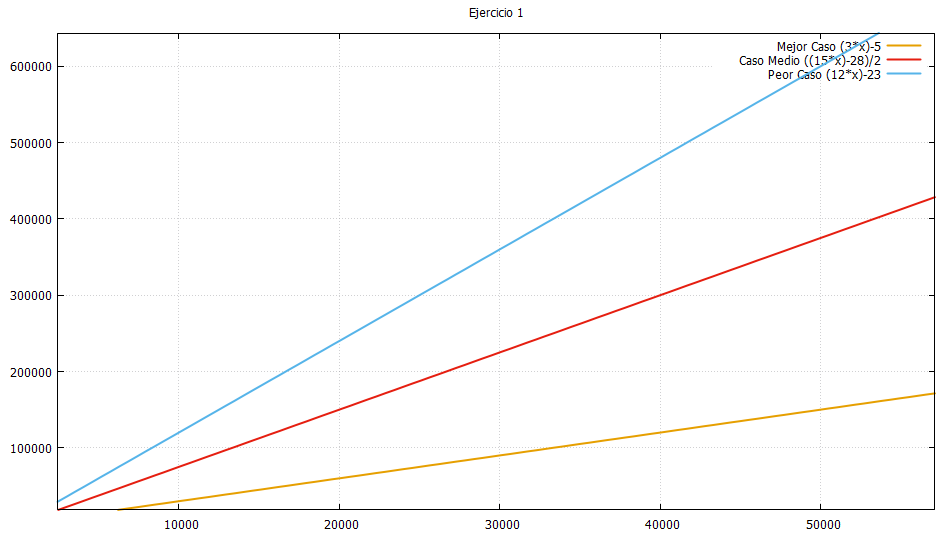 Ejercicio 1
Mejor Caso (3*x)-5
Caso Medio ((15*x)-28)/2
Peor Caso (12*x)-23
600000
500000
400000
300000
200000
100000
10000 20000 30000 40000 50000